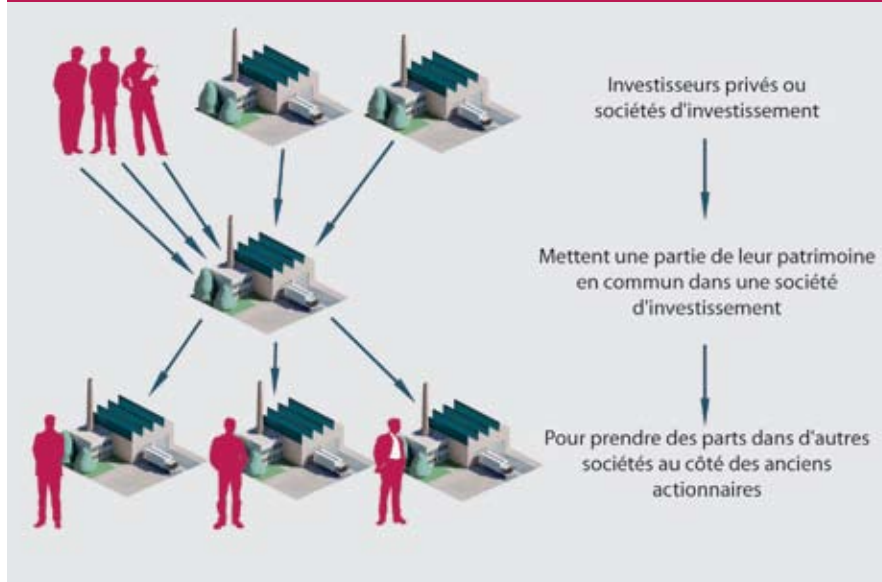 Investisseurs privés ou
sociétés d'investissement
Mettent une partie de leur patrimoine
en commun dans une société
d'investissement
Pour prendre des parts dans d'autres
sociétés au côté des anciens
actionnaires